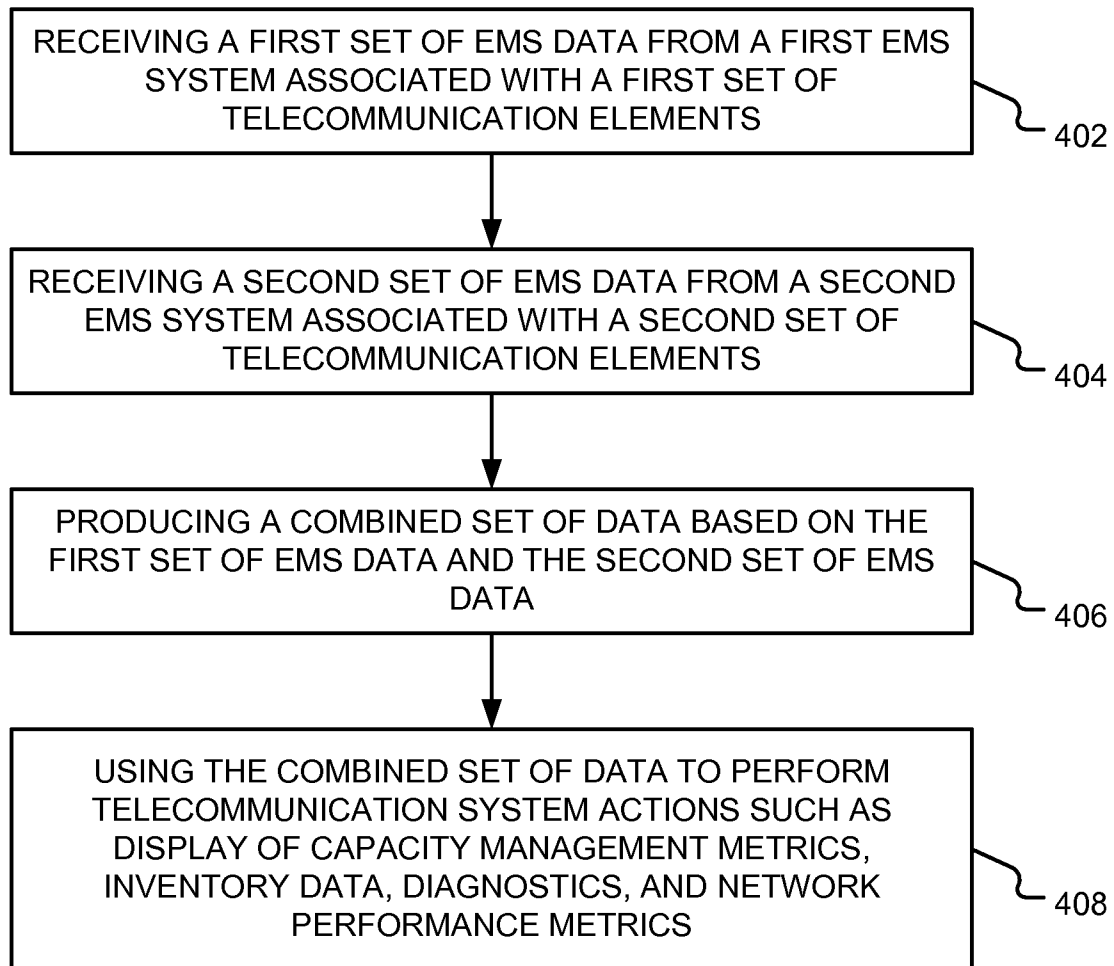 RECEIVING A FIRST SET OF EMS DATA FROM A FIRST EMS
SYSTEM ASSOCIATED WITH A FIRST SET OF
TELECOMMUNICATION ELEMENTS
402
RECEIVING A SECOND SET OF EMS DATA FROM A SECOND
EMS SYSTEM ASSOCIATED WITH A SECOND SET OF
TELECOMMUNICATION ELEMENTS
404
PRODUCING A COMBINED SET OF DATA BASED ON THE
FIRST SET OF EMS DATA AND THE SECOND SET OF EMS
DATA
406
USING THE COMBINED SET OF DATA TO PERFORM
TELECOMMUNICATION SYSTEM ACTIONS SUCH AS
DISPLAY OF CAPACITY MANAGEMENT METRICS,
INVENTORY DATA, DIAGNOSTICS, AND NETWORK
PERFORMANCE METRICS
408